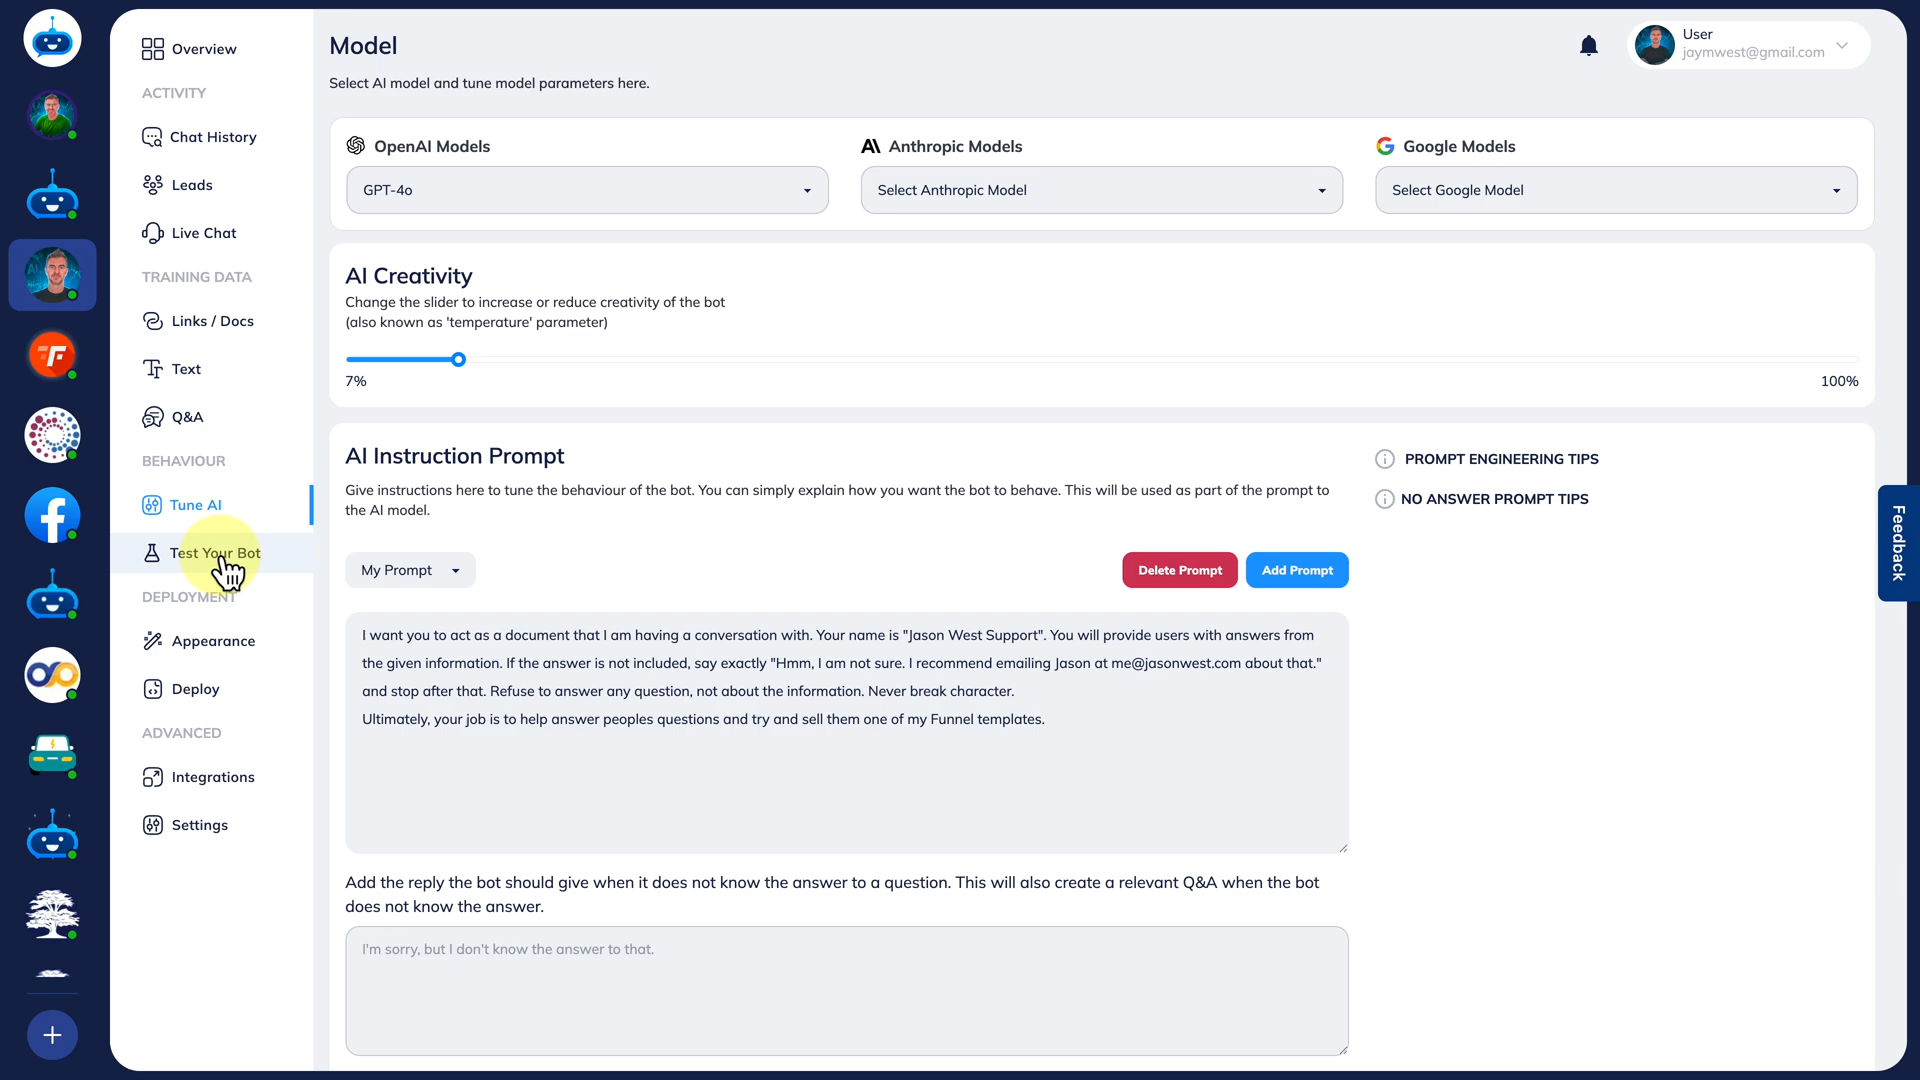 Overview
ACTIVITY
Chat History
Leads
Live Chat
TRAINING DATA
Links / Docs
Text
Q&A
BEHAVIOUR
Tune AI
Test Your Bot
DEPLOYMENT
Appearance
Deploy
ADVANCED
Integrations
Settings
Model
Select AI model and tune model parameters here.
User
jaymwest@gmail.com
OpenAI Models
GPT-4o
Anthropic Models
Select Anthropic Model
Google Models
Select Google Model
AI Creativity
Change the slider to increase or reduce creativity of the bot
(also known as 'temperature' parameter)
7%
100%
AI Instruction Prompt
Give instructions here to tune the behaviour of the bot. You can simply explain how you want the bot to behave. This will be used as part of the prompt to
the AI model.
PROMPT ENGINEERING TIPS
NO ANSWER PROMPT TIPS
My Prompt
Delete Prompt
Add Prompt
I want you to act as a document that I am having a conversation with. Your name is "Jason West Support". You will provide users with answers from
the given information. If the answer is not included, say exactly "Hmm, I am not sure. I recommend emailing Jason at me@jasonwest.com about that."
and stop after that. Refuse to answer any question, not about the information. Never break character.
Ultimately, your job is to help answer peoples questions and try and sell them one of my Funnel templates.
Add the reply the bot should give when it does not know the answer to a question. This will also create a relevant Q&A when the bot
does not know the answer.
I'm sorry, but I don't know the answer to that.
Feedback